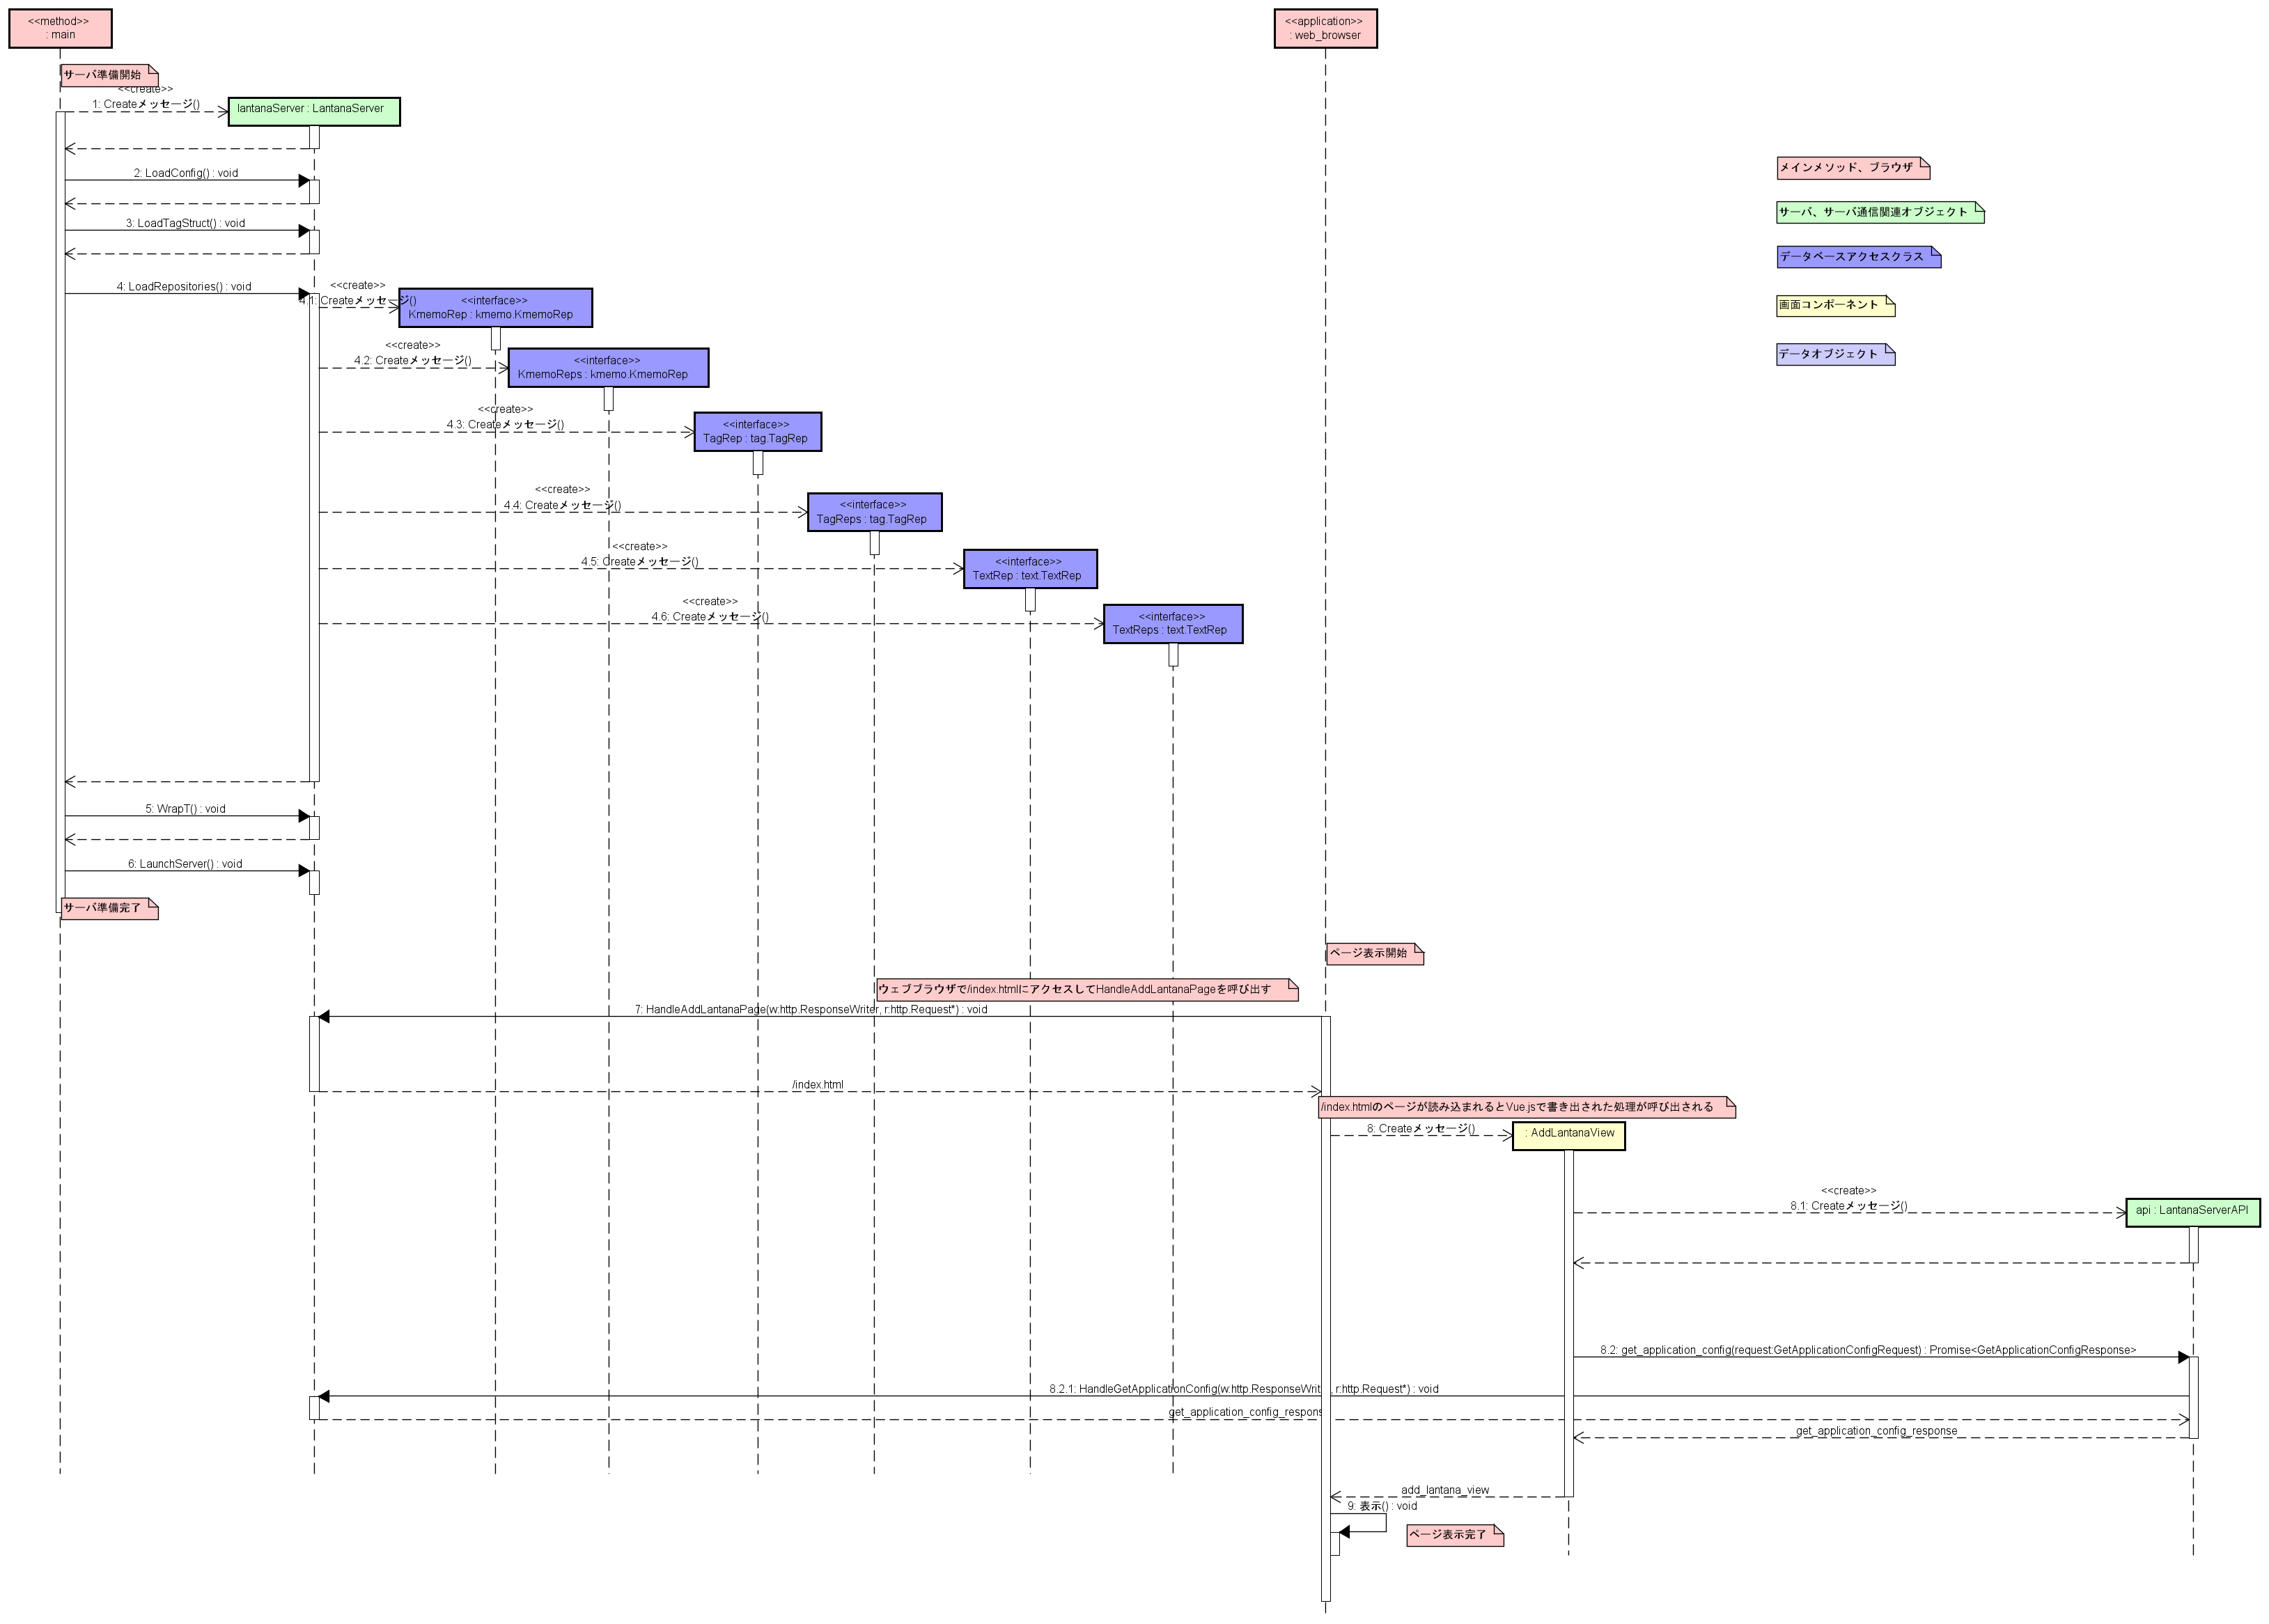 <<method>>
: main
<<application>>
: web_browser
サーバ準備開始
<<create>>
1: Createメッセージ()
lantanaServer : LantanaServer
メインメソッド、ブラウザ
2: LoadConfig() : void
サーバ、サーバ通信関連オブジェクト
3: LoadTagStruct() : void
データベースアクセスクラス
4: LoadRepositories() : void
<<create>>
4.1: Createメッセージ()
<<interface>>
KmemoRep : kmemo.KmemoRep
画面コンポーネント
<<create>>
4.2: Createメッセージ()
<<interface>>
KmemoReps : kmemo.KmemoRep
データオブジェクト
<<create>>
4.3: Createメッセージ()
<<interface>>
TagRep : tag.TagRep
<<create>>
4.4: Createメッセージ()
<<interface>>
TagReps : tag.TagRep
<<create>>
4.5: Createメッセージ()
<<interface>>
TextRep : text.TextRep
<<create>>
4.6: Createメッセージ()
<<interface>>
TextReps : text.TextRep
5: WrapT() : void
6: LaunchServer() : void
サーバ準備完了
ページ表示開始
ウェブブラウザで/index.htmlにアクセスしてHandleAddLantanaPageを呼び出す
7: HandleAddLantanaPage(w:http.ResponseWriter, r:http.Request*) : void
/index.html
/index.htmlのページが読み込まれるとVue.jsで書き出された処理が呼び出される
8: Createメッセージ()
: AddLantanaView
<<create>>
8.1: Createメッセージ()
api : LantanaServerAPI
8.2: get_application_config(request:GetApplicationConfigRequest) : Promise<GetApplicationConfigResponse>
8.2.1: HandleGetApplicationConfig(w:http.ResponseWriter, r:http.Request*) : void
get_application_config_respons
get_application_config_response
add_lantana_view
9: 表示() : void
ページ表示完了